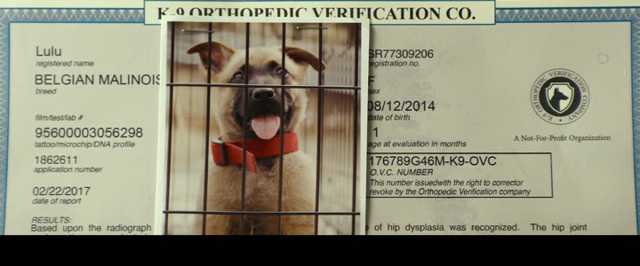 K-9 ORTHOPEDIC VERIFICATION CO.
Lulu
registered name
BELGIAN MALINOIS
breed
film/test/lab #
95600003056298
tattoo/microchip/DNA profile
1862611
application number
02/22/2017
date of report
RESULTS:
Based upon the radiograph
SR77309206
registration no.
F
sex
08/12/2014
date of birth
1
age at evaluation in months
176789G46M-K9-OVC
O.V.C. NUMBER
This number issuedwith the right to corrector
revoke by the Orthopedic Verification company
K-9 ORTHOPEDIC VERIFICATION COMPANY
A Not-For-Profit Organization
e of hip dysplasia was recognized. The hip joint